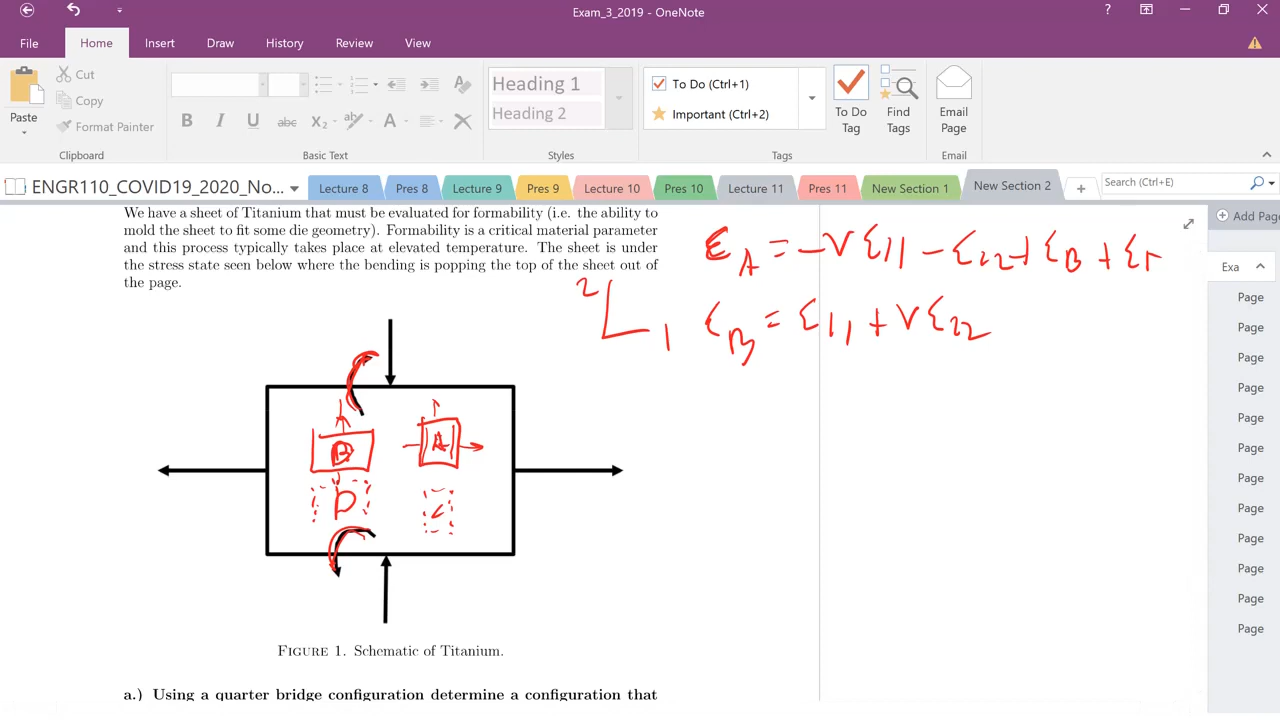 Exam_3_2019 - OneNote
?
File
Home
Insert
Draw
History
Review
View
Paste
Cut
Copy
Format Painter
Clipboard
B I U abc X₂ ab A
Basic Text
Heading 1
Heading 2
Styles
To Do (Ctrl+1)
Important (Ctrl+2)
To Do Tag
Find Tags
Tags
Email Page
Email
ENGR110_COVID19_2020_No...
Lecture 8
Pres 8
Lecture 9
Pres 9
Lecture 10
Pres 10
Lecture 11
Pres 11
New Section 1
New Section 2
+
Search (Ctrl+E)
We have a sheet of Titanium that must be evaluated for formability (i.e. the ability to
mold the sheet to fit some die geometry). Formability is a critical material parameter
and this process typically takes place at elevated temperature. The sheet is under
the stress state seen below where the bending is popping the top of the sheet out of
the page.
2
1
ε_A = -νε11 - ε22 + ε_B + ε_T
ε_B = ε11 + νε22
B
A
D
C
FIGURE 1. Schematic of Titanium.
a.) Using a quarter bridge configuration determine a configuration that
Add Page
Exa
Page
Page
Page
Page
Page
Page
Page
Page
Page
Page
Page
Page